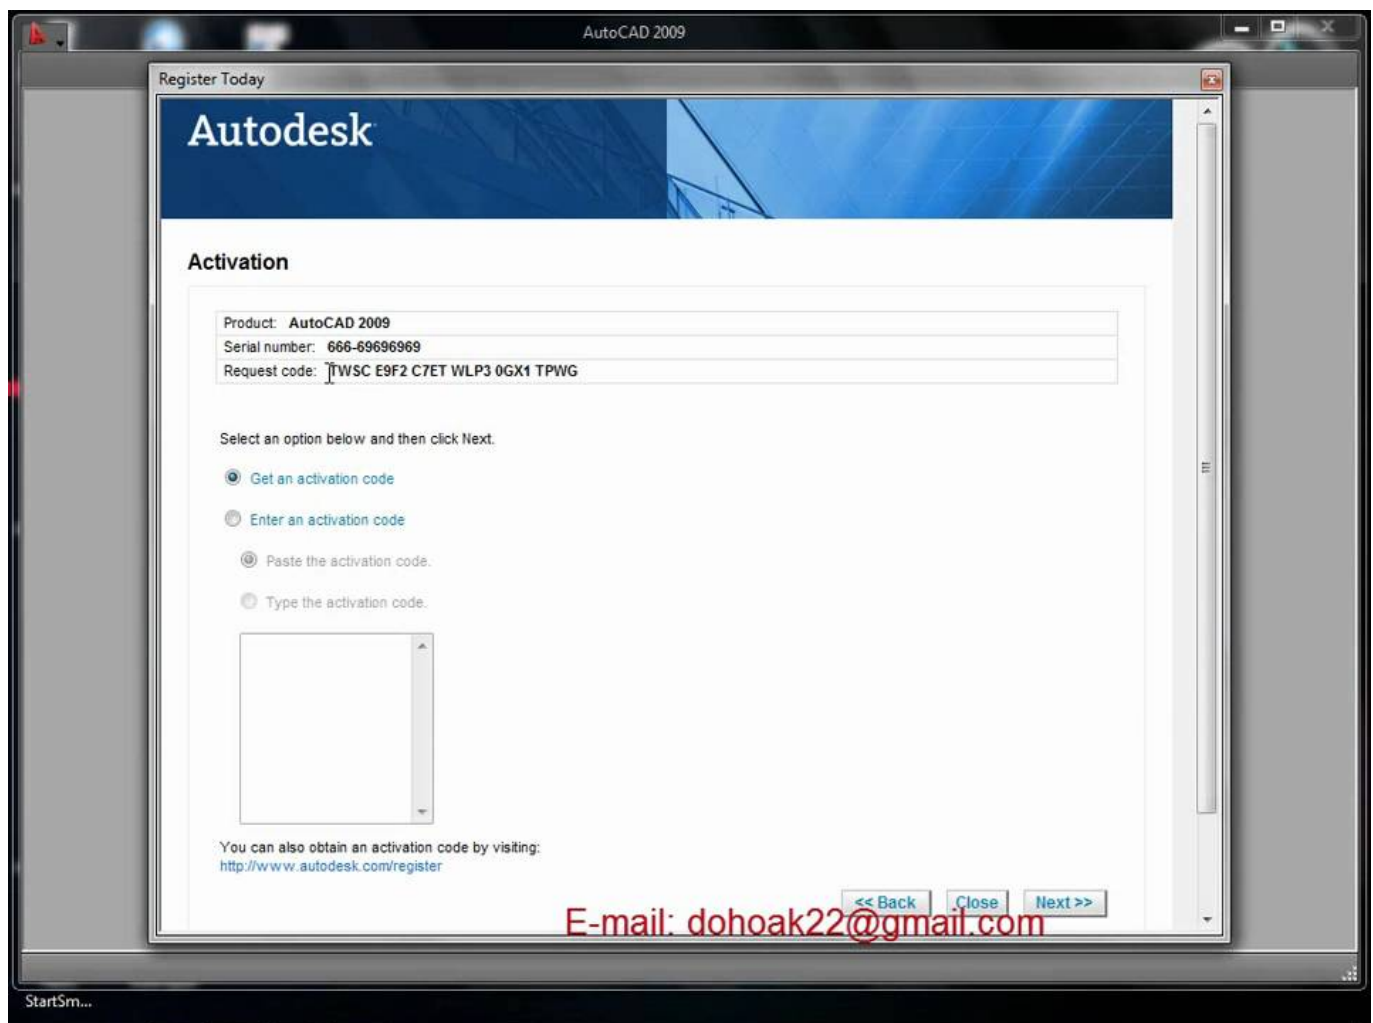 AutoCAD 2009
Register Today
Autodesk
Activation
Product: AutoCAD 2009
Serial number: 666-69696969
Request code: TWSC E9F2 C7ET WLP3 0GX1 TPWG
Select an option below and then click Next.
Get an activation code
Enter an activation code
Paste the activation code.
Type the activation code.
You can also obtain an activation code by visiting:
http://www.autodesk.com/register
<< Back Close Next >>
E-mail: dohoak22@gmail.com
StartSm...